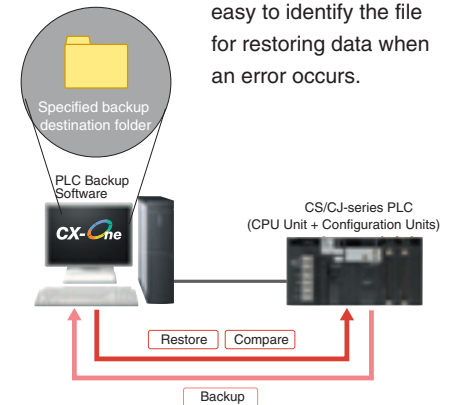 easy to identify the file
for restoring data when
an error occurs.
Specified backup
destination folder
PLC Backup
Software
CX-One
CS/CJ-series PLC
(CPU Unit + Configuration Units)
Restore
Compare
Backup